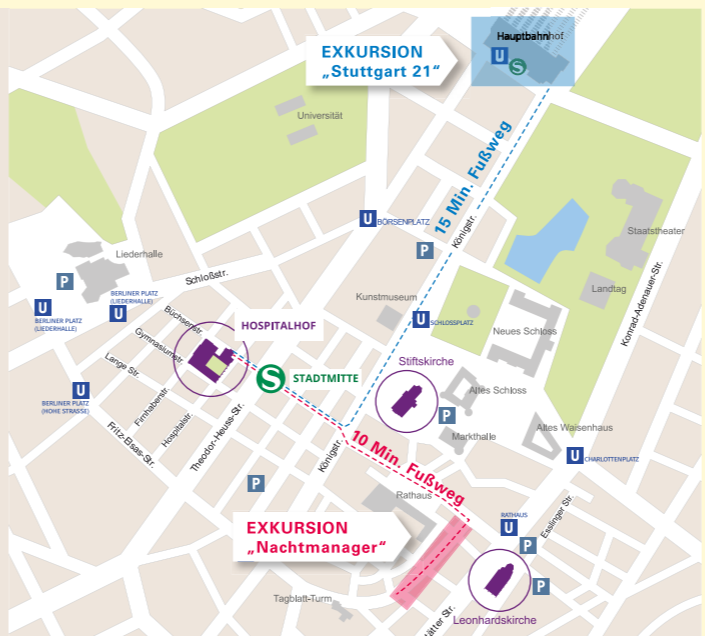 Hauptbahnhof
U
S
EXKURSION
„Stuttgart 21“
Universität
15 Min. Fußweg
U BÖRSENPLATZ
P
Königstr.
Staatstheater
Liederhalle
Schloßstr.
P
Landtag
Konrad-Adenauer-Str.
BERLINER PLATZ
(LIEDERHALLE)
U
U
BERLINER PLATZ
(LIEDERHALLE)
Kunstmuseum
U SCHLOSSPLATZ
Neues Schloss
Büchsenstr.
HOSPITALHOF
Gymnasiumstr.
Lange Str.
Stiftskirche
S STADTMITTE
U
BERLINER PLATZ
(HOHE STRASSE)
Firnhaberstr.
Hospitalstr.
Theodor-Heuss-Str.
Fritz-Elsas-Str.
Altes Schloss
P
Altes Waisenhaus
Markthalle
Königstr.
10 Min. Fußweg
U CHARLOTTENPLATZ
P
Rathaus
Esslinger Str.
RATHAUS
U
P
EXKURSION
„Nachtmanager“
P
Tagblatt-Turm
Leonhardskirche